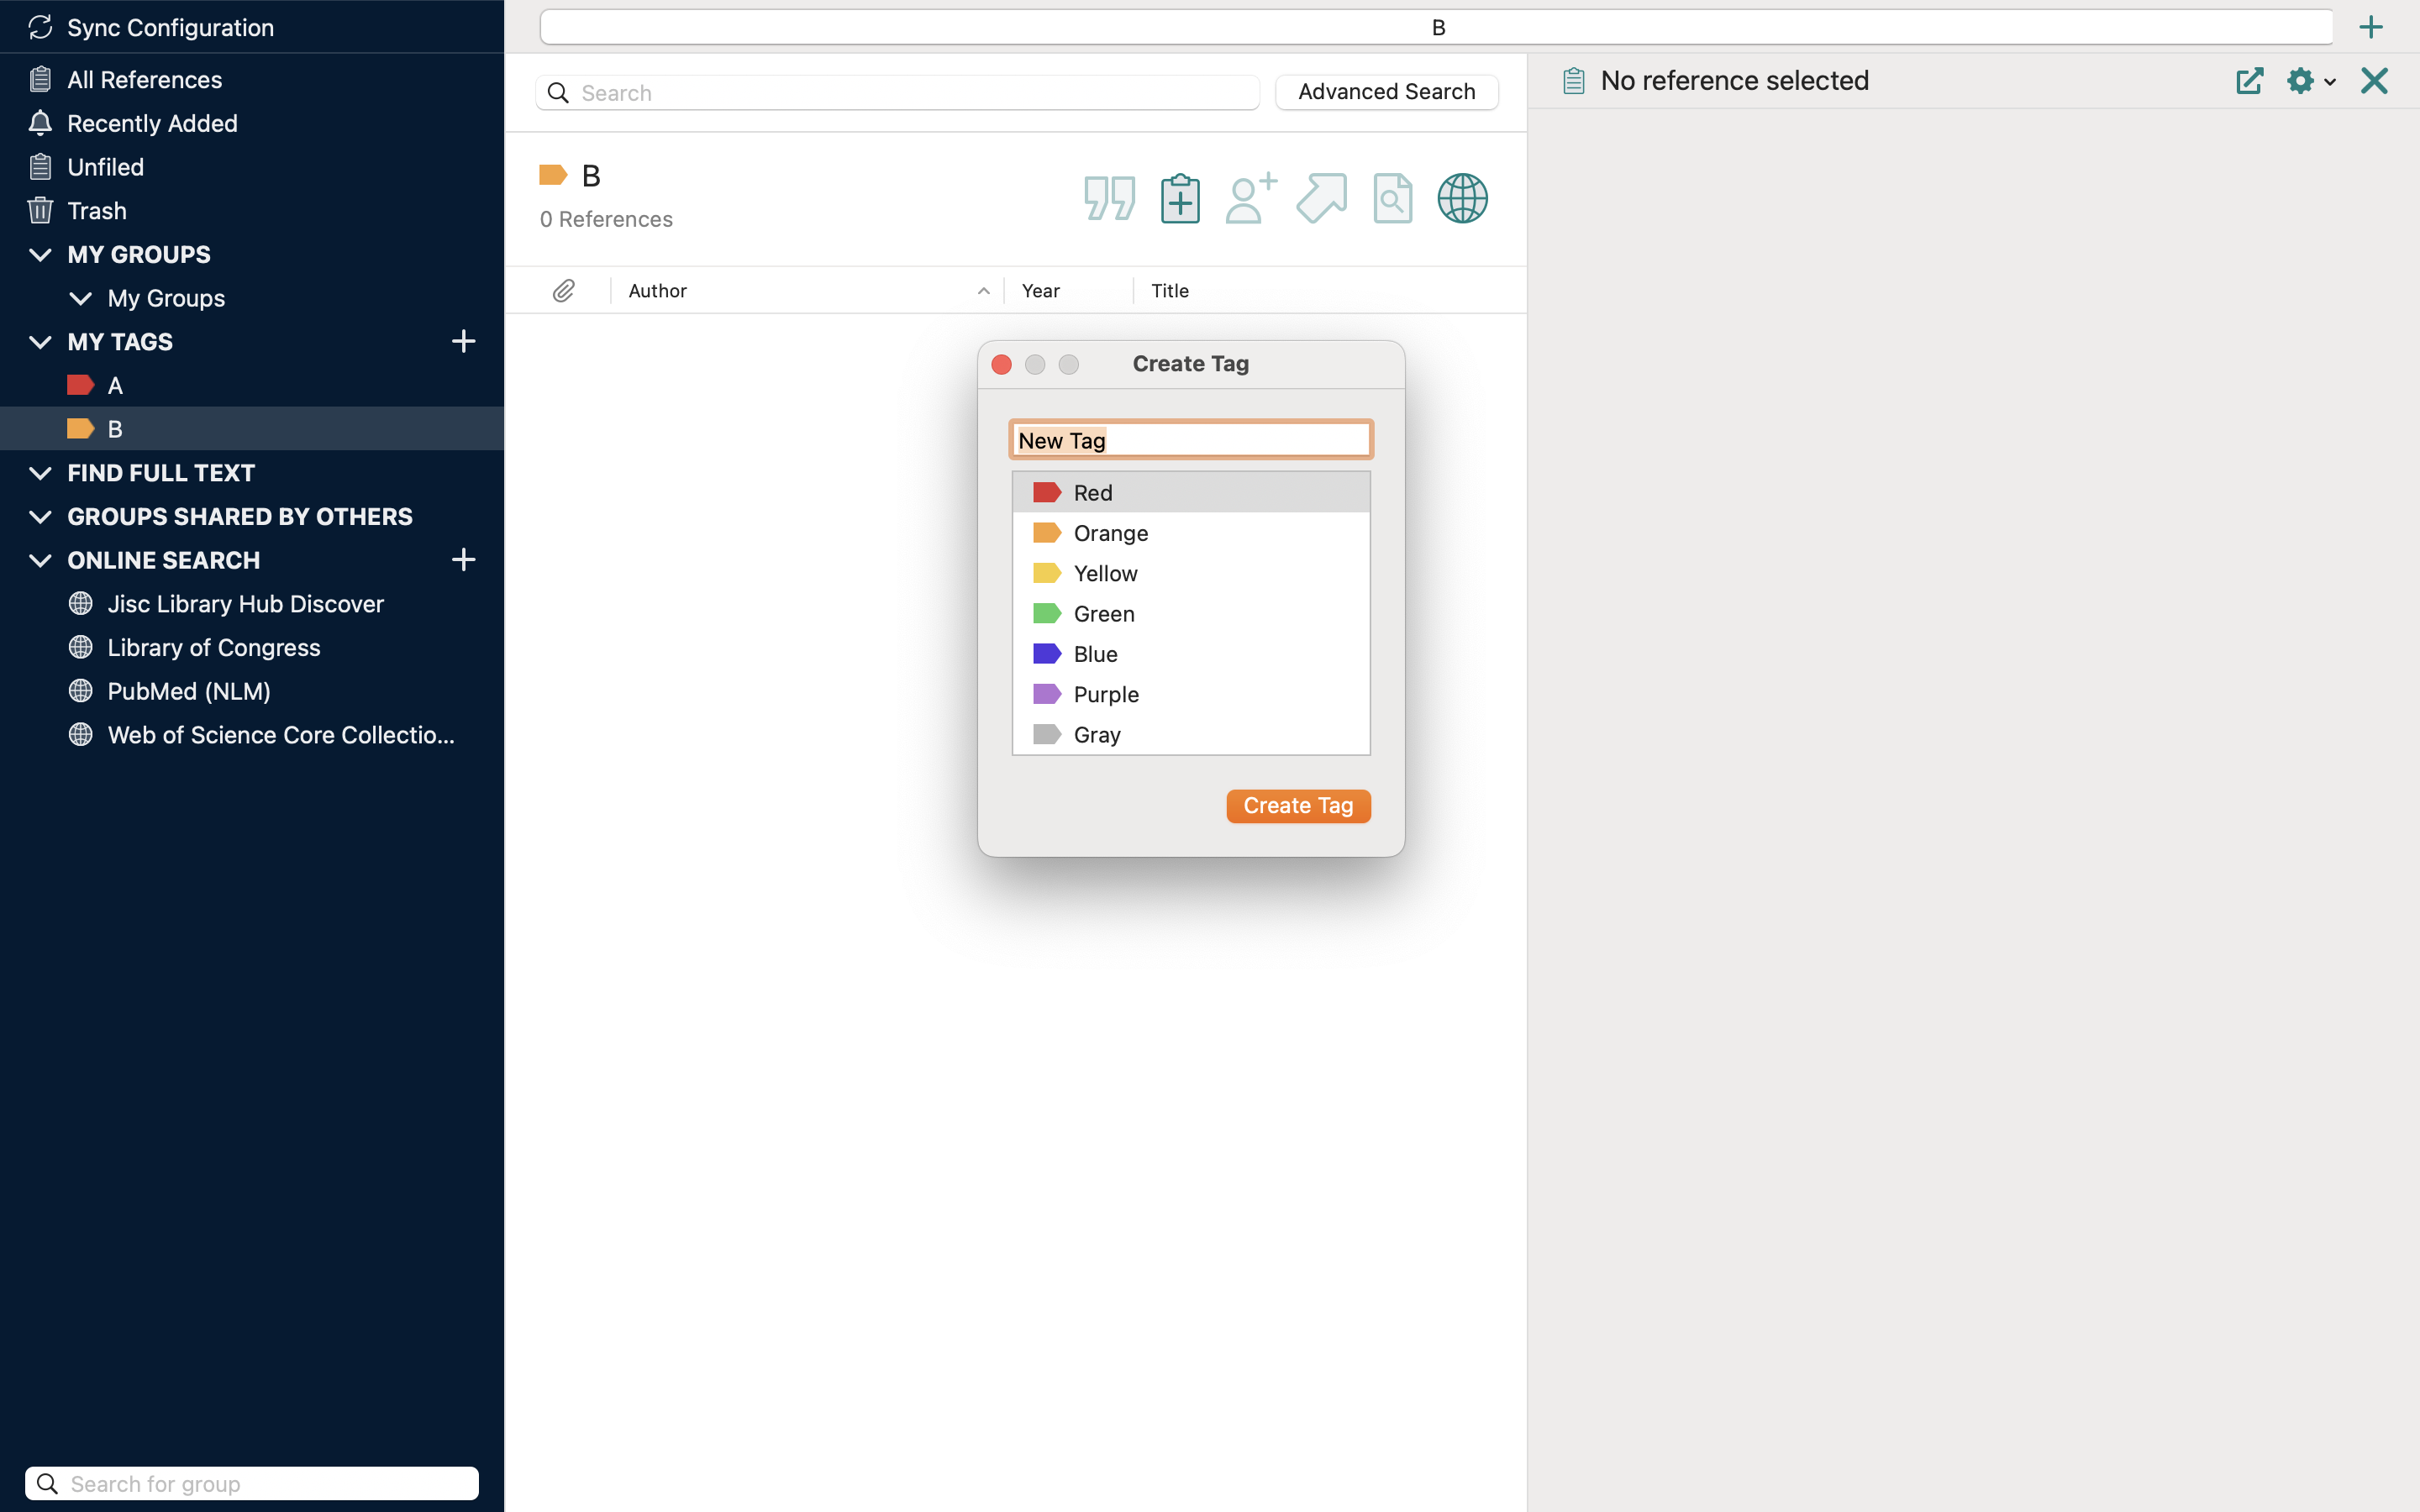 Sync Configuration
All References
Recently Added
Unfiled
Trash
MY GROUPS
My Groups
MY TAGS
A
B
FIND FULL TEXT
GROUPS SHARED BY OTHERS
ONLINE SEARCH
Jisc Library Hub Discover
Library of Congress
PubMed (NLM)
Web of Science Core Collectio...
Search for group
B
Search
Advanced Search
B
0 References
Author
Year
Title
Create Tag
New Tag
Red
Orange
Yellow
Green
Blue
Purple
Gray
Create Tag
No reference selected